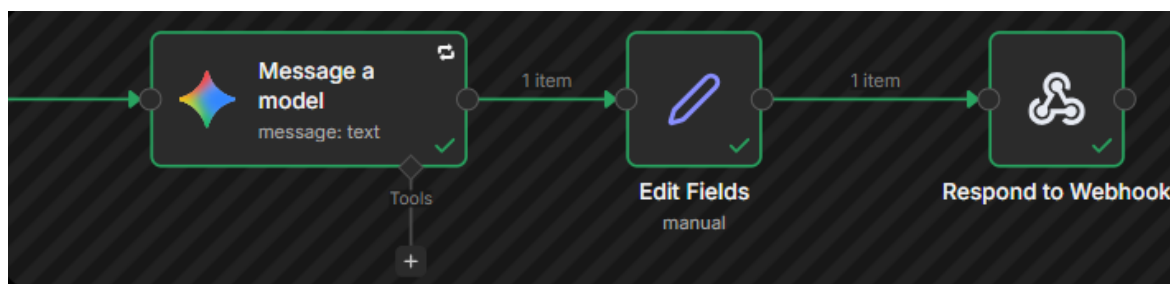 Message a
model
message: text
1 item
1 item
Tools
Edit Fields
manual
Respond to Webhook